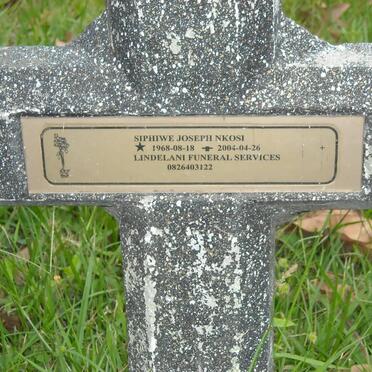 SIPHIWE JOSEPH NKOSI
★ 1968-08-18 ⚰ 2004-04-26
LINDELANI FUNERAL SERVICES
0826403122